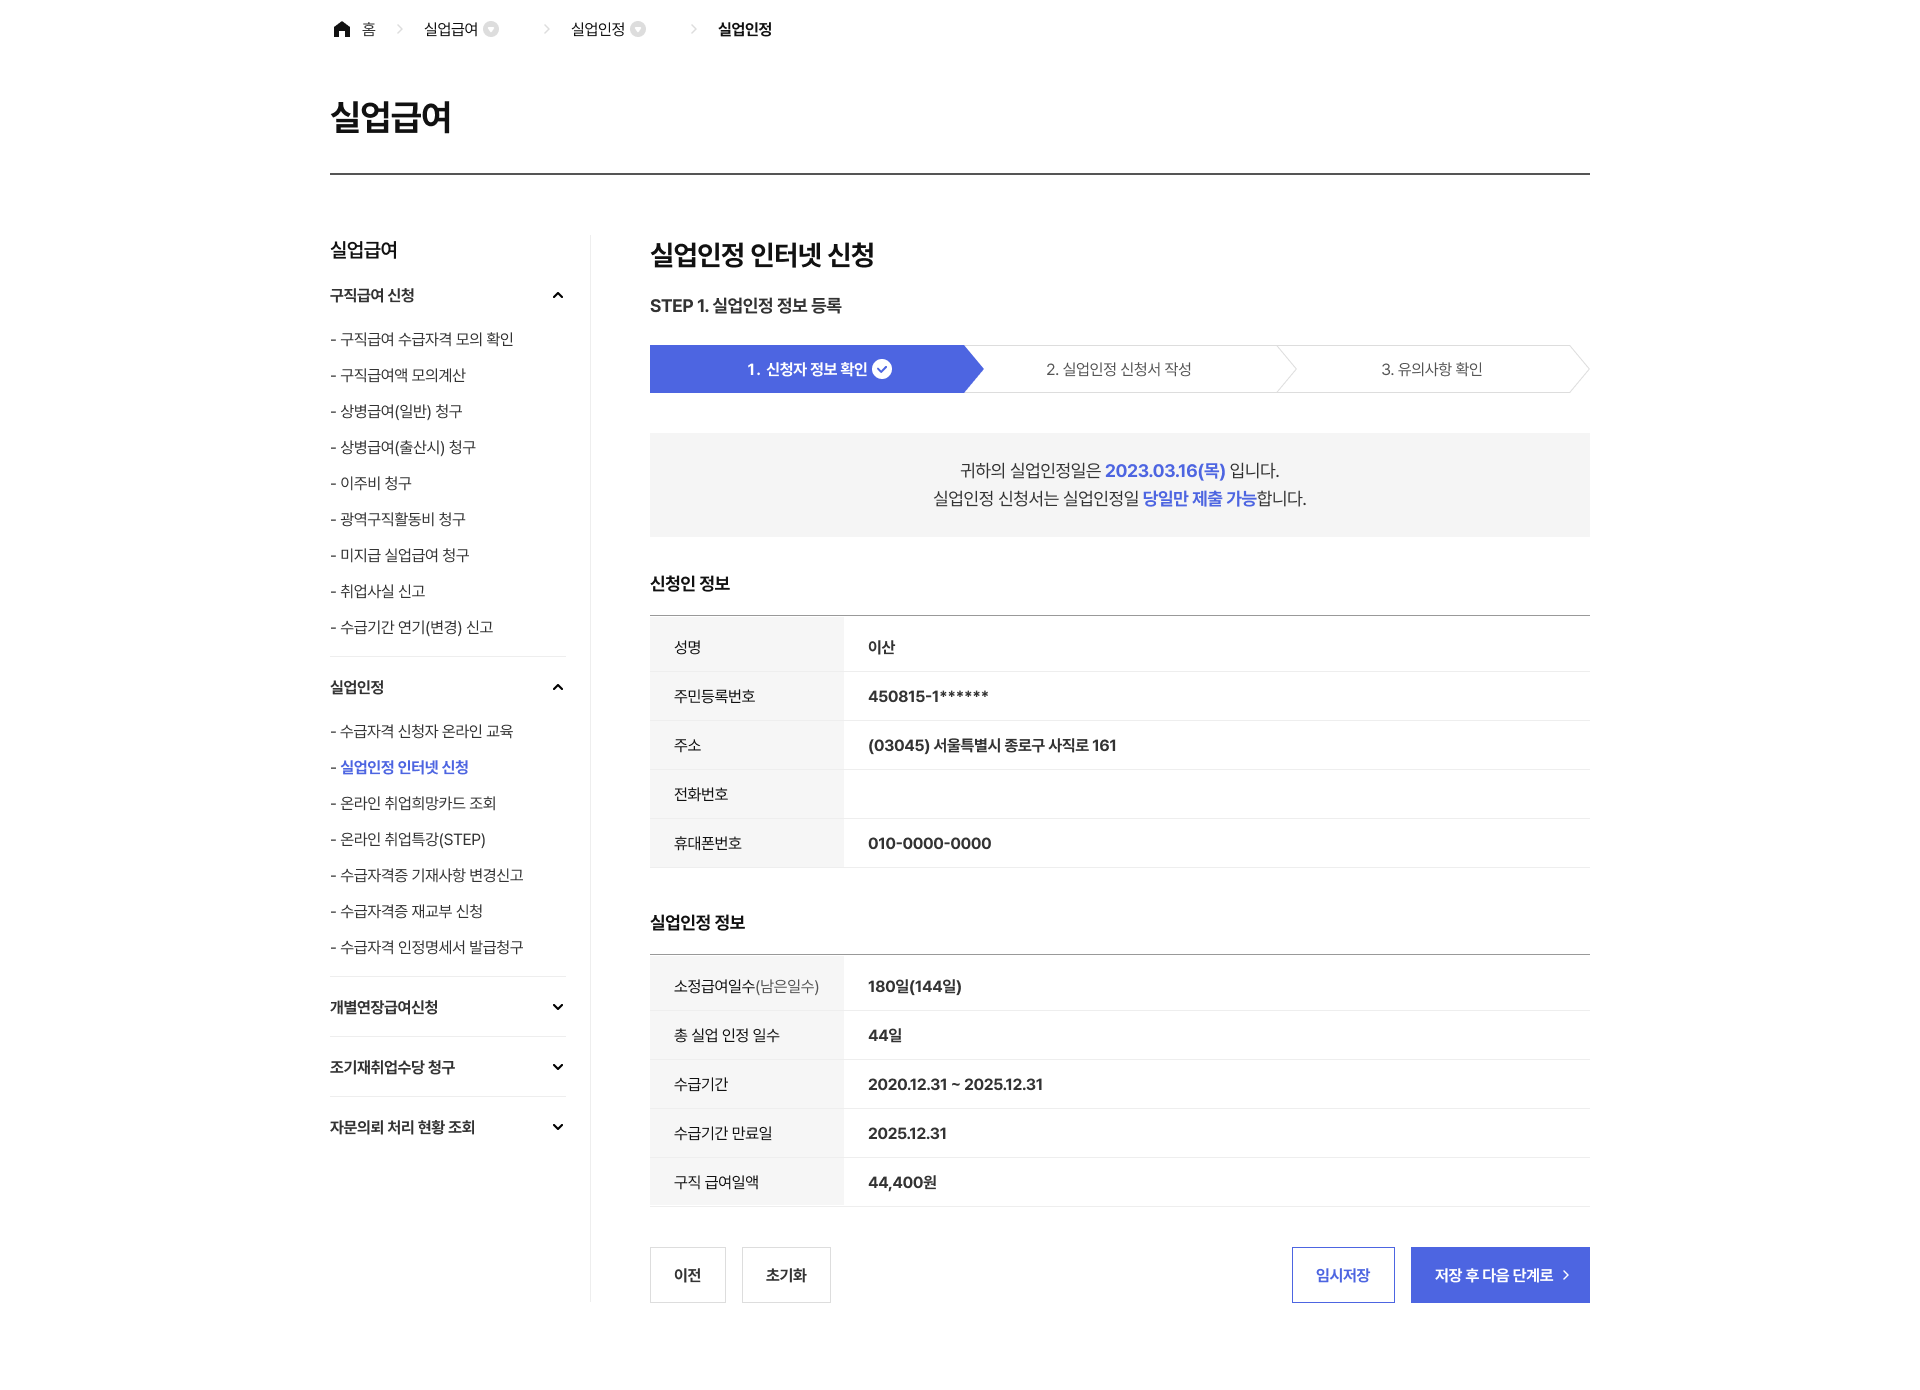 홈 실업급여 실업인정 실업인정
실업급여
실업급여
구직급여 신청
- 구직급여 수급자격 모의 확인
- 구직급여액 모의계산
- 상병급여(일반) 청구
- 상병급여(출산시) 청구
- 이주비 청구
- 광역구직활동비 청구
- 미지급 실업급여 청구
- 취업사실 신고
- 수급기간 연기(변경) 신고
실업인정
- 수급자격 신청자 온라인 교육
- 실업인정 인터넷 신청
- 온라인 취업희망카드 조회
- 온라인 취업특강(STEP)
- 수급자격증 기재사항 변경신고
- 수급자격증 재교부 신청
- 수급자격 인정명세서 발급청구
개별연장급여신청
조기재취업수당 청구
자문의뢰 처리 현황 조회
실업인정 인터넷 신청
STEP 1. 실업인정 정보 등록
1. 신청자 정보 확인 2. 실업인정 신청서 작성 3. 유의사항 확인
귀하의 실업인정일은 2023.03.16(목) 입니다.
실업인정 신청서는 실업인정일 당일만 제출 가능합니다.
신청인 정보
성명 이산
주민등록번호 450815-1******
주소 (03045) 서울특별시 종로구 사직로 161
전화번호
휴대폰번호 010-0000-0000
실업인정 정보
소정급여일수(남은일수) 180일(144일)
총 실업 인정 일수 44일
수급기간 2020.12.31 ~ 2025.12.31
수급기간 만료일 2025.12.31
구직 급여일액 44,400원
이전 초기화 임시저장 저장 후 다음 단계로